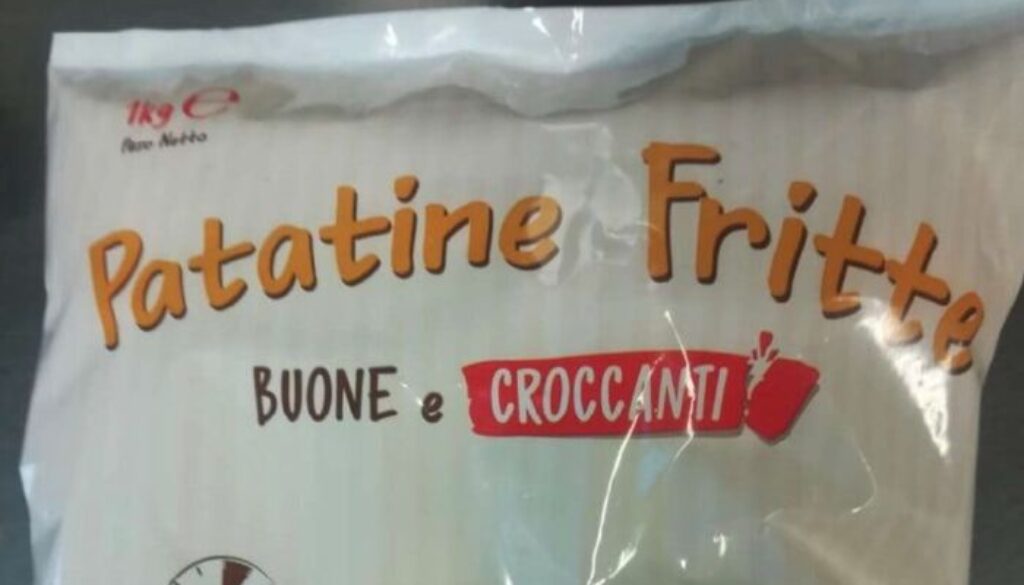 1kg ℮
Peso Netto
Patatine Fritte
BUONE e CROCCANTI